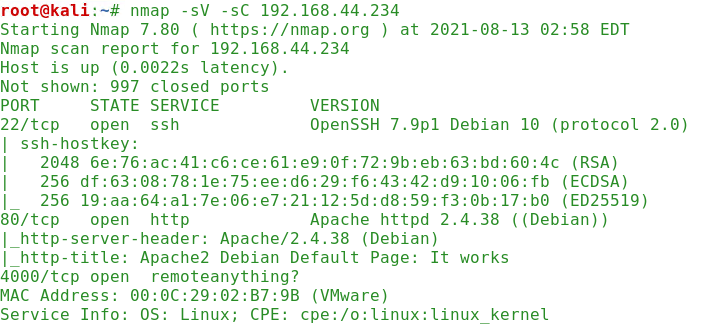 root@kali:~# nmap -sV -sC 192.168.44.234
Starting Nmap 7.80 ( https://nmap.org ) at 2021-08-13 02:58 EDT
Nmap scan report for 192.168.44.234
Host is up (0.0022s latency).
Not shown: 997 closed ports
PORT     STATE SERVICE         VERSION
22/tcp   open  ssh             OpenSSH 7.9p1 Debian 10 (protocol 2.0)
| ssh-hostkey:
|   2048 6e:76:ac:41:c6:ce:61:e9:0f:72:9b:eb:63:bd:60:4c (RSA)
|   256 df:63:08:78:1e:75:ee:d6:29:f6:43:42:d9:10:06:fb (ECDSA)
|_  256 19:aa:64:a1:7e:06:e7:21:12:5d:d8:59:f3:0b:17:b0 (ED25519)
80/tcp   open  http            Apache httpd 2.4.38 ((Debian))
|_http-server-header: Apache/2.4.38 (Debian)
|_http-title: Apache2 Debian Default Page: It works
4000/tcp open  remoteanything?
MAC Address: 00:0C:29:02:B7:9B (VMware)
Service Info: OS: Linux; CPE: cpe:/o:linux:linux_kernel